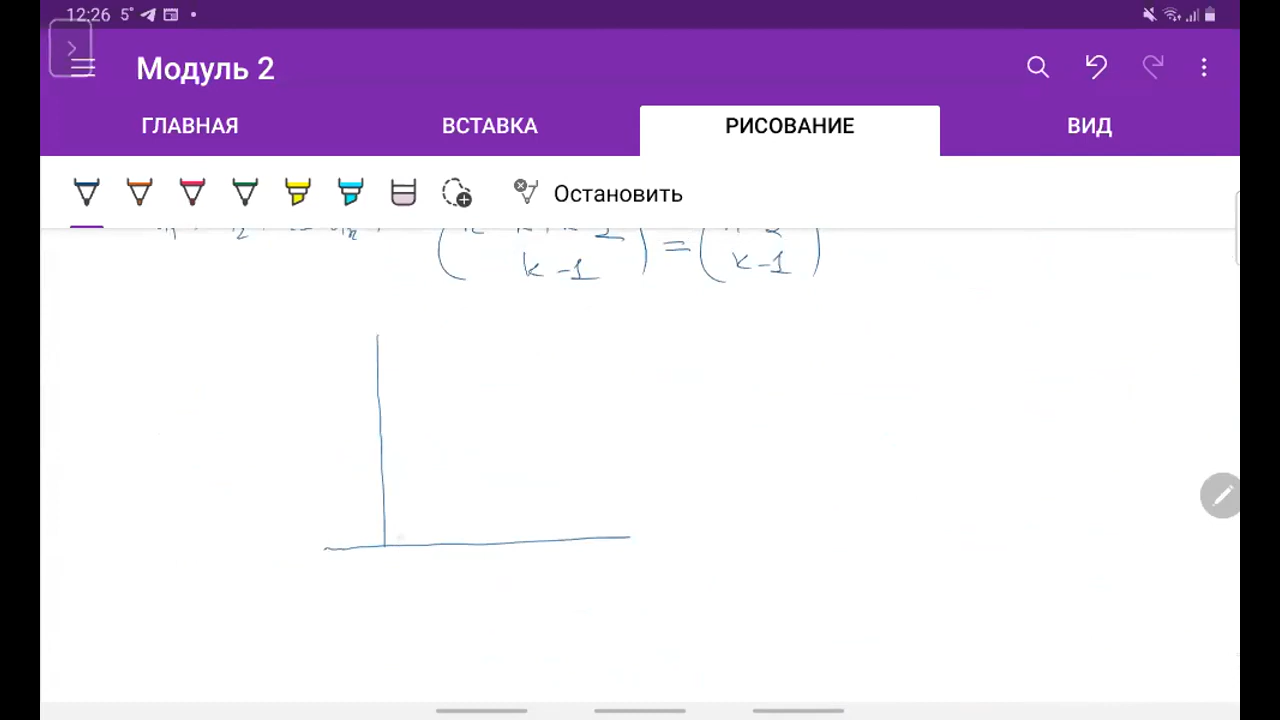 12:26 5°
Модуль 2
ГЛАВНАЯ ВСТАВКА РИСОВАНИЕ ВИД
Остановить
( k-1 ) = ( k-1 )